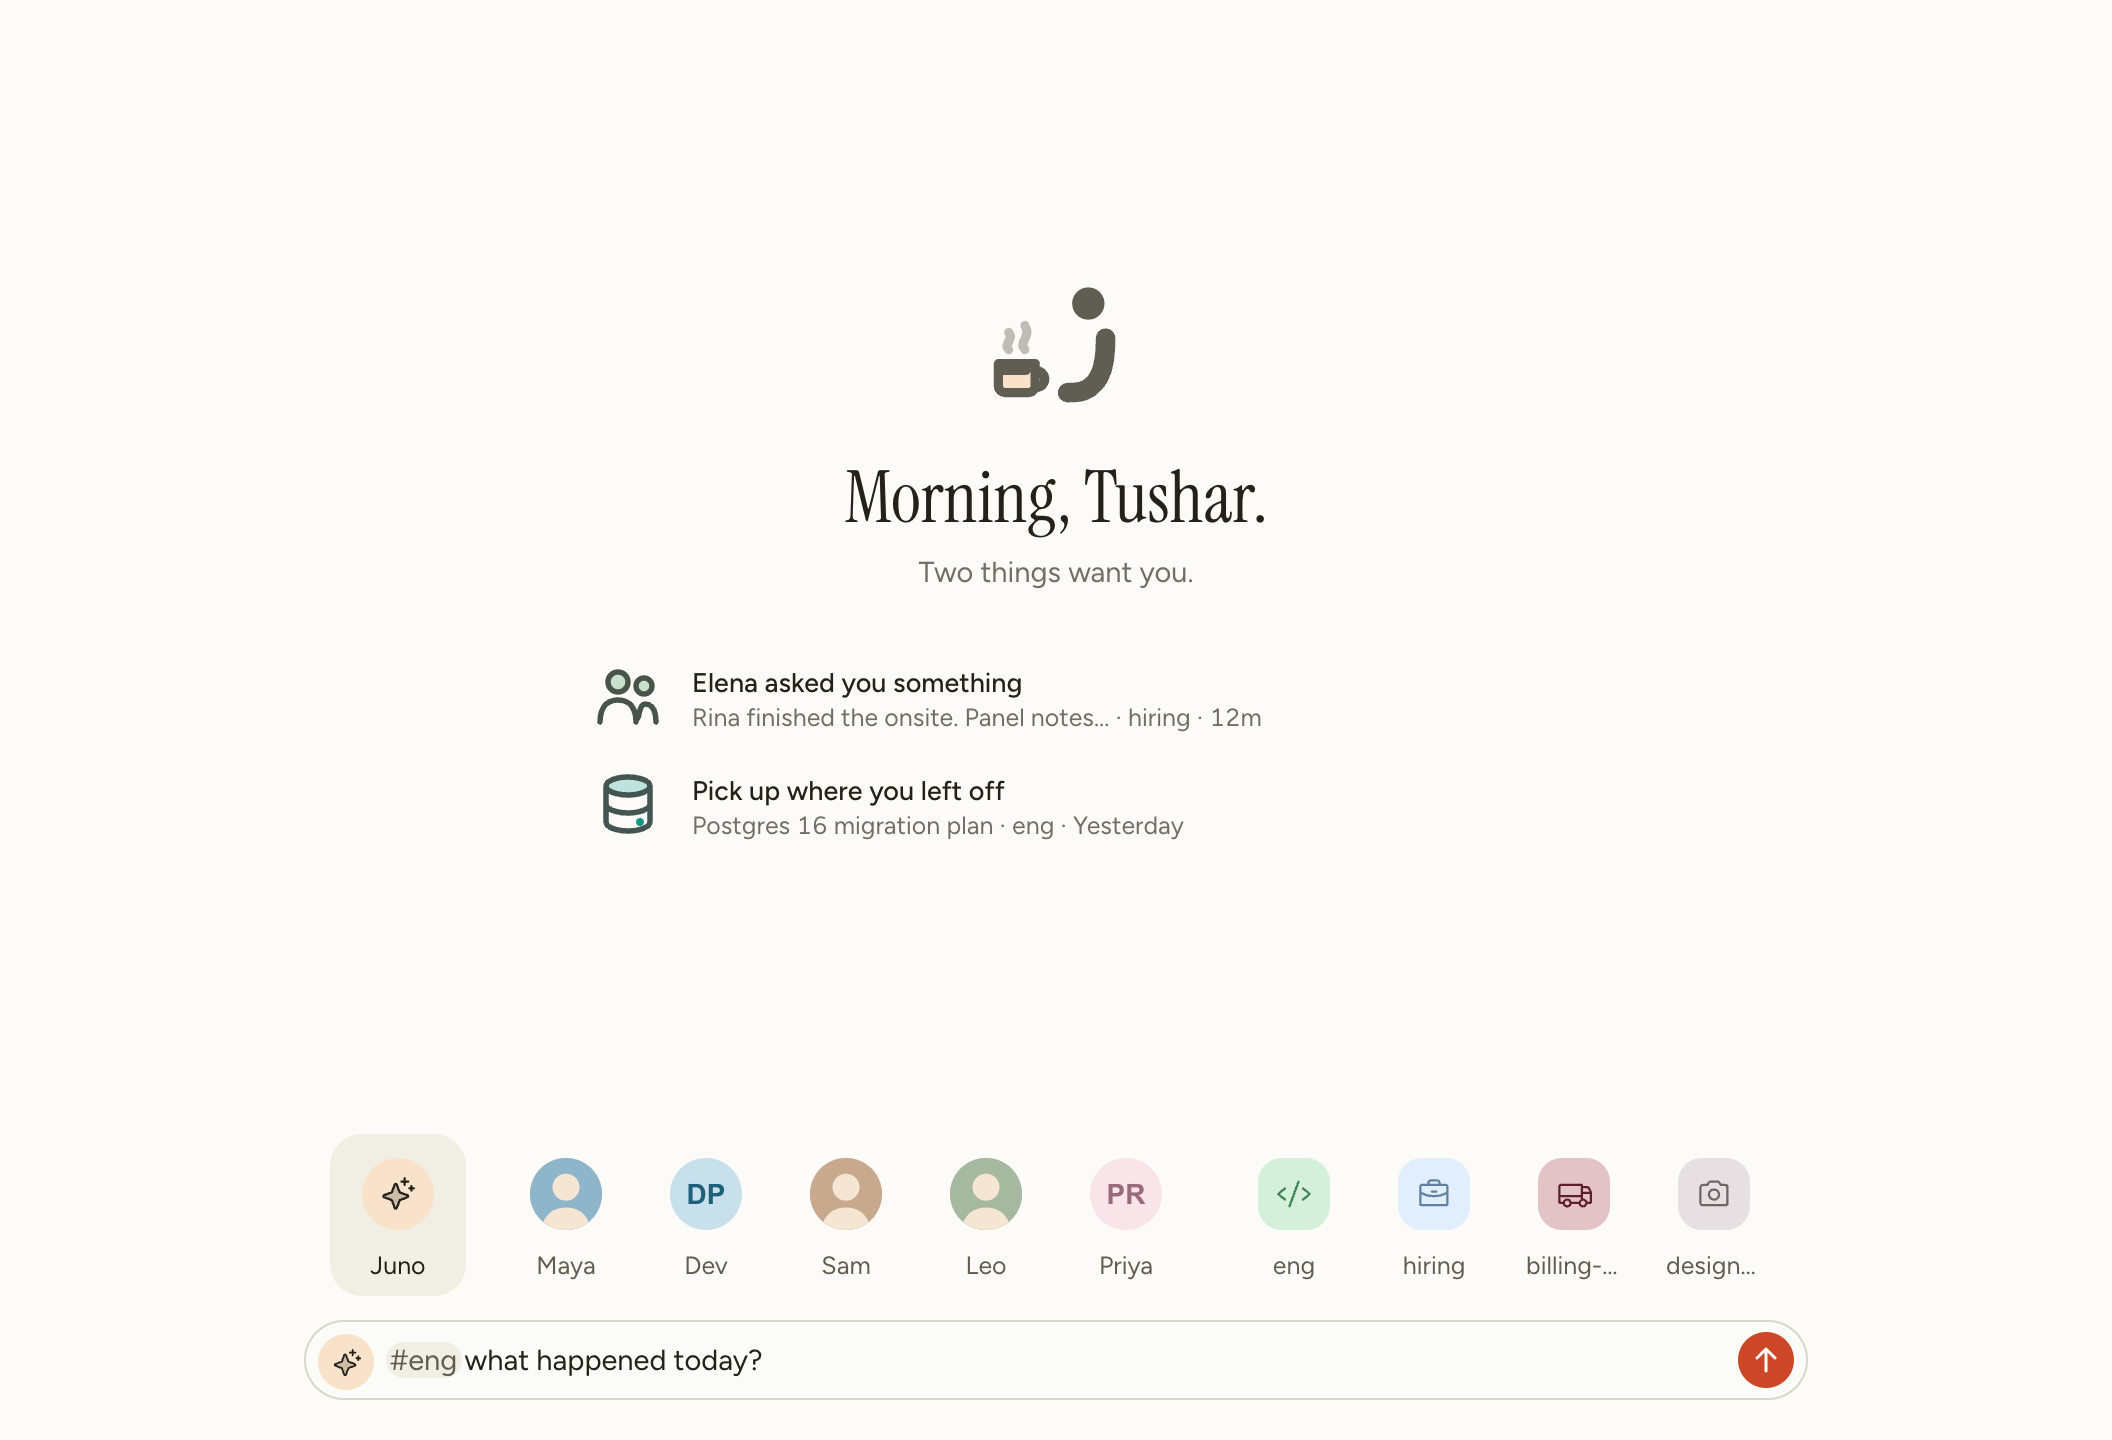 Morning, Tushar.
Two things want you.
Elena asked you something
Rina finished the onsite. Panel notes... · hiring · 12m
Pick up where you left off
Postgres 16 migration plan · eng · Yesterday
DP
PR
Juno
Maya
Dev
Sam
Leo
Priya
eng
hiring
billing-...
design...
#eng what happened today?